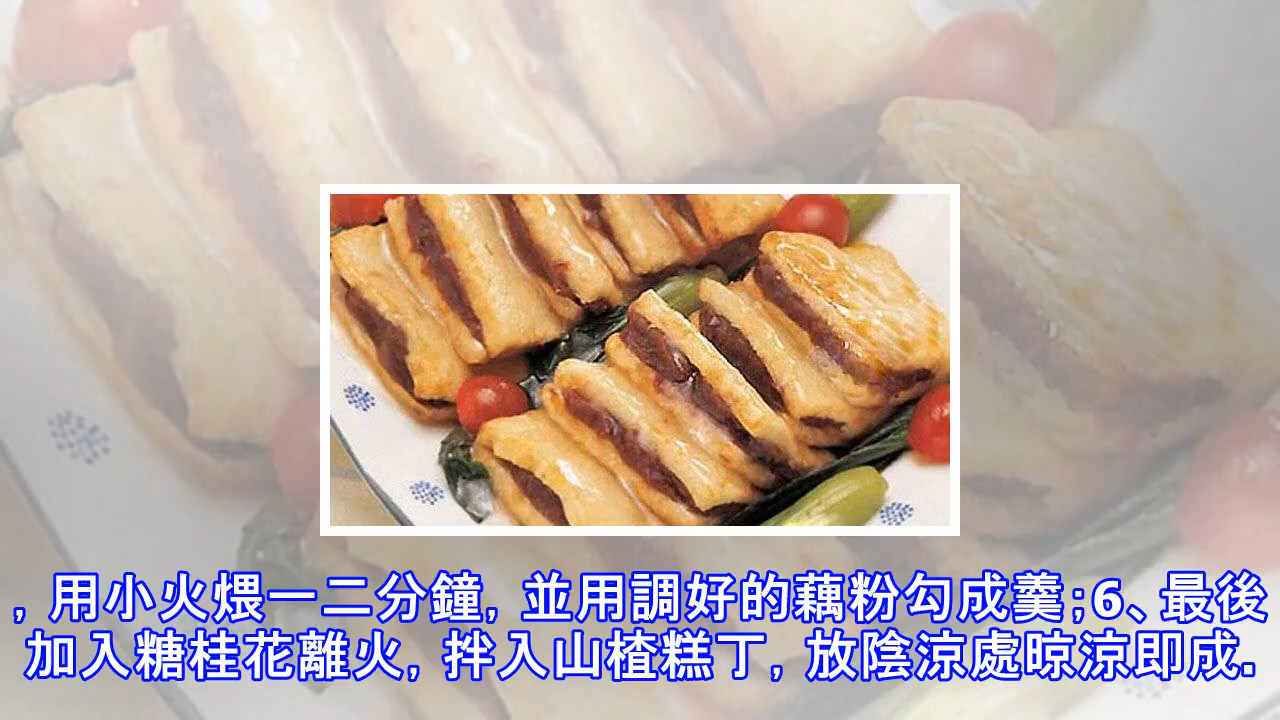 , 用小火煨一二分鐘, 並用調好的藕粉勾成羹;6、最後
加入糖桂花離火, 拌入山楂糕丁, 放陰涼處晾涼即成.